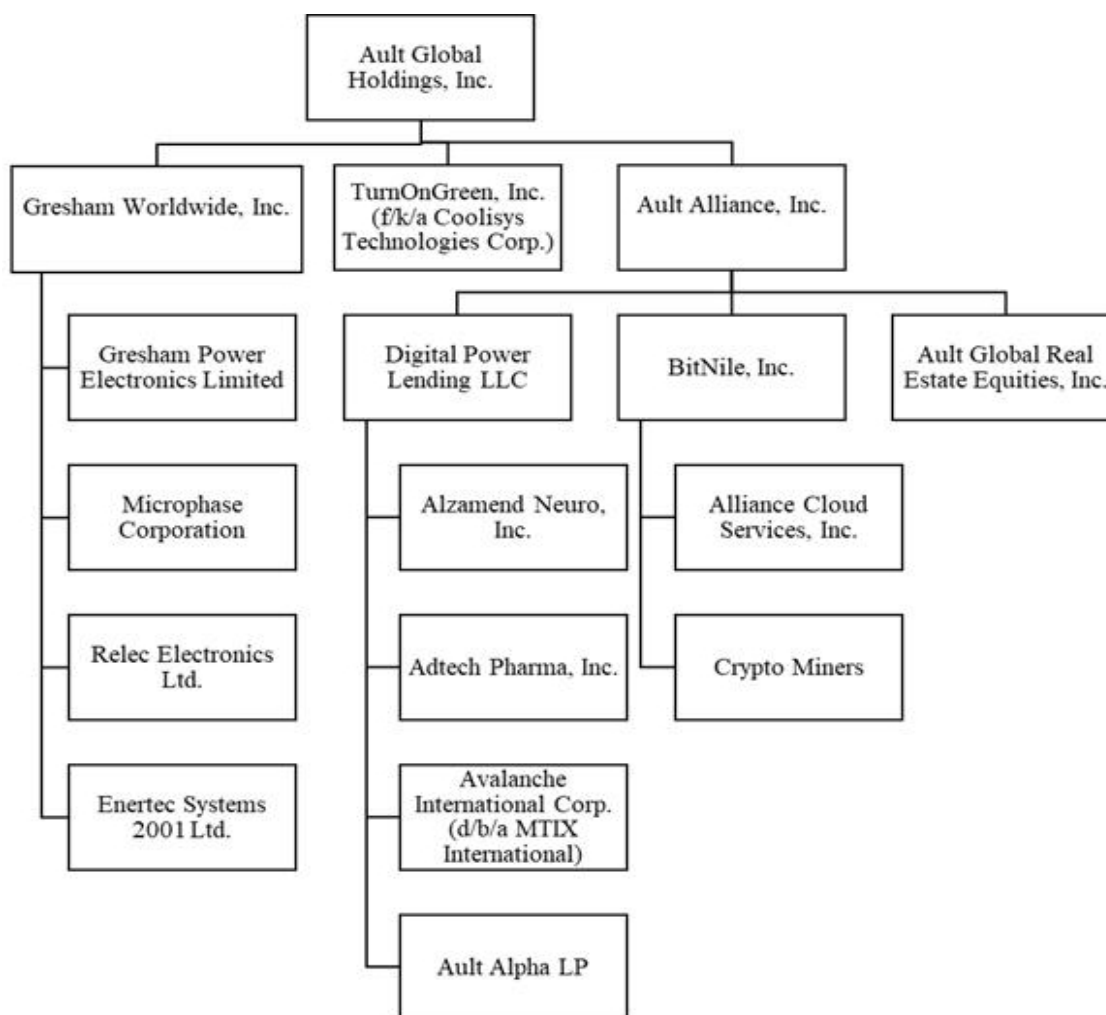 Ault Global
Holdings, Inc.
Gresham Worldwide, Inc.
TurnOnGreen, Inc.
(f/k/a Coolisys
Technologies Corp.)
Ault Alliance, Inc.
Gresham Power
Electronics Limited
Digital Power
Lending LLC
BitNile, Inc.
Ault Global Real
Estate Equities, Inc.
Microphase
Corporation
Alzamend Neuro,
Inc.
Alliance Cloud
Services, Inc.
Relec Electronics
Ltd.
Adtech Pharma, Inc.
Crypto Miners
Enertec Systems
2001 Ltd.
Avalanche
International Corp.
(d/b/a MTIX
International)
Ault Alpha LP